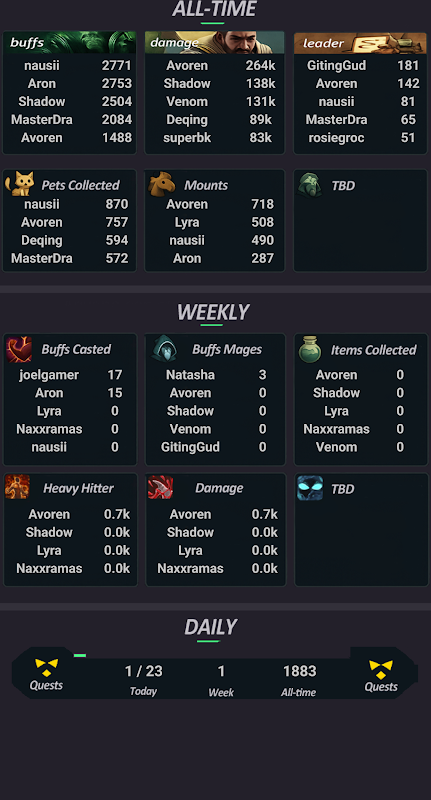 ALL-TIME
buffs
nausii 2771
Aron 2753
Shadow 2504
MasterDra 2084
Avoren 1488
damage
Avoren 264k
Shadow 138k
Venom 131k
Deqing 89k
superbk 83k
leader
GitingGud 181
Avoren 142
nausii 81
MasterDra 65
rosiegroc 51
Pets Collected
nausii 870
Avoren 757
Deqing 594
MasterDra 572
Mounts
Avoren 718
Lyra 508
nausii 490
Aron 287
TBD
WEEKLY
Buffs Casted
joelgamer 17
Aron 15
Lyra 0
Naxxramas 0
nausii 0
Buffs Mages
Natasha 3
Avoren 0
Shadow 0
Venom 0
GitingGud 0
Items Collected
Avoren 0
Shadow 0
Lyra 0
Naxxramas 0
Venom 0
Heavy Hitter
Avoren 0.7k
Shadow 0.0k
Lyra 0.0k
Naxxramas 0.0k
Damage
Avoren 0.7k
Shadow 0.0k
Lyra 0.0k
Naxxramas 0.0k
TBD
DAILY
Quests
1 / 23
Today
1
Week
1883
All-time
Quests